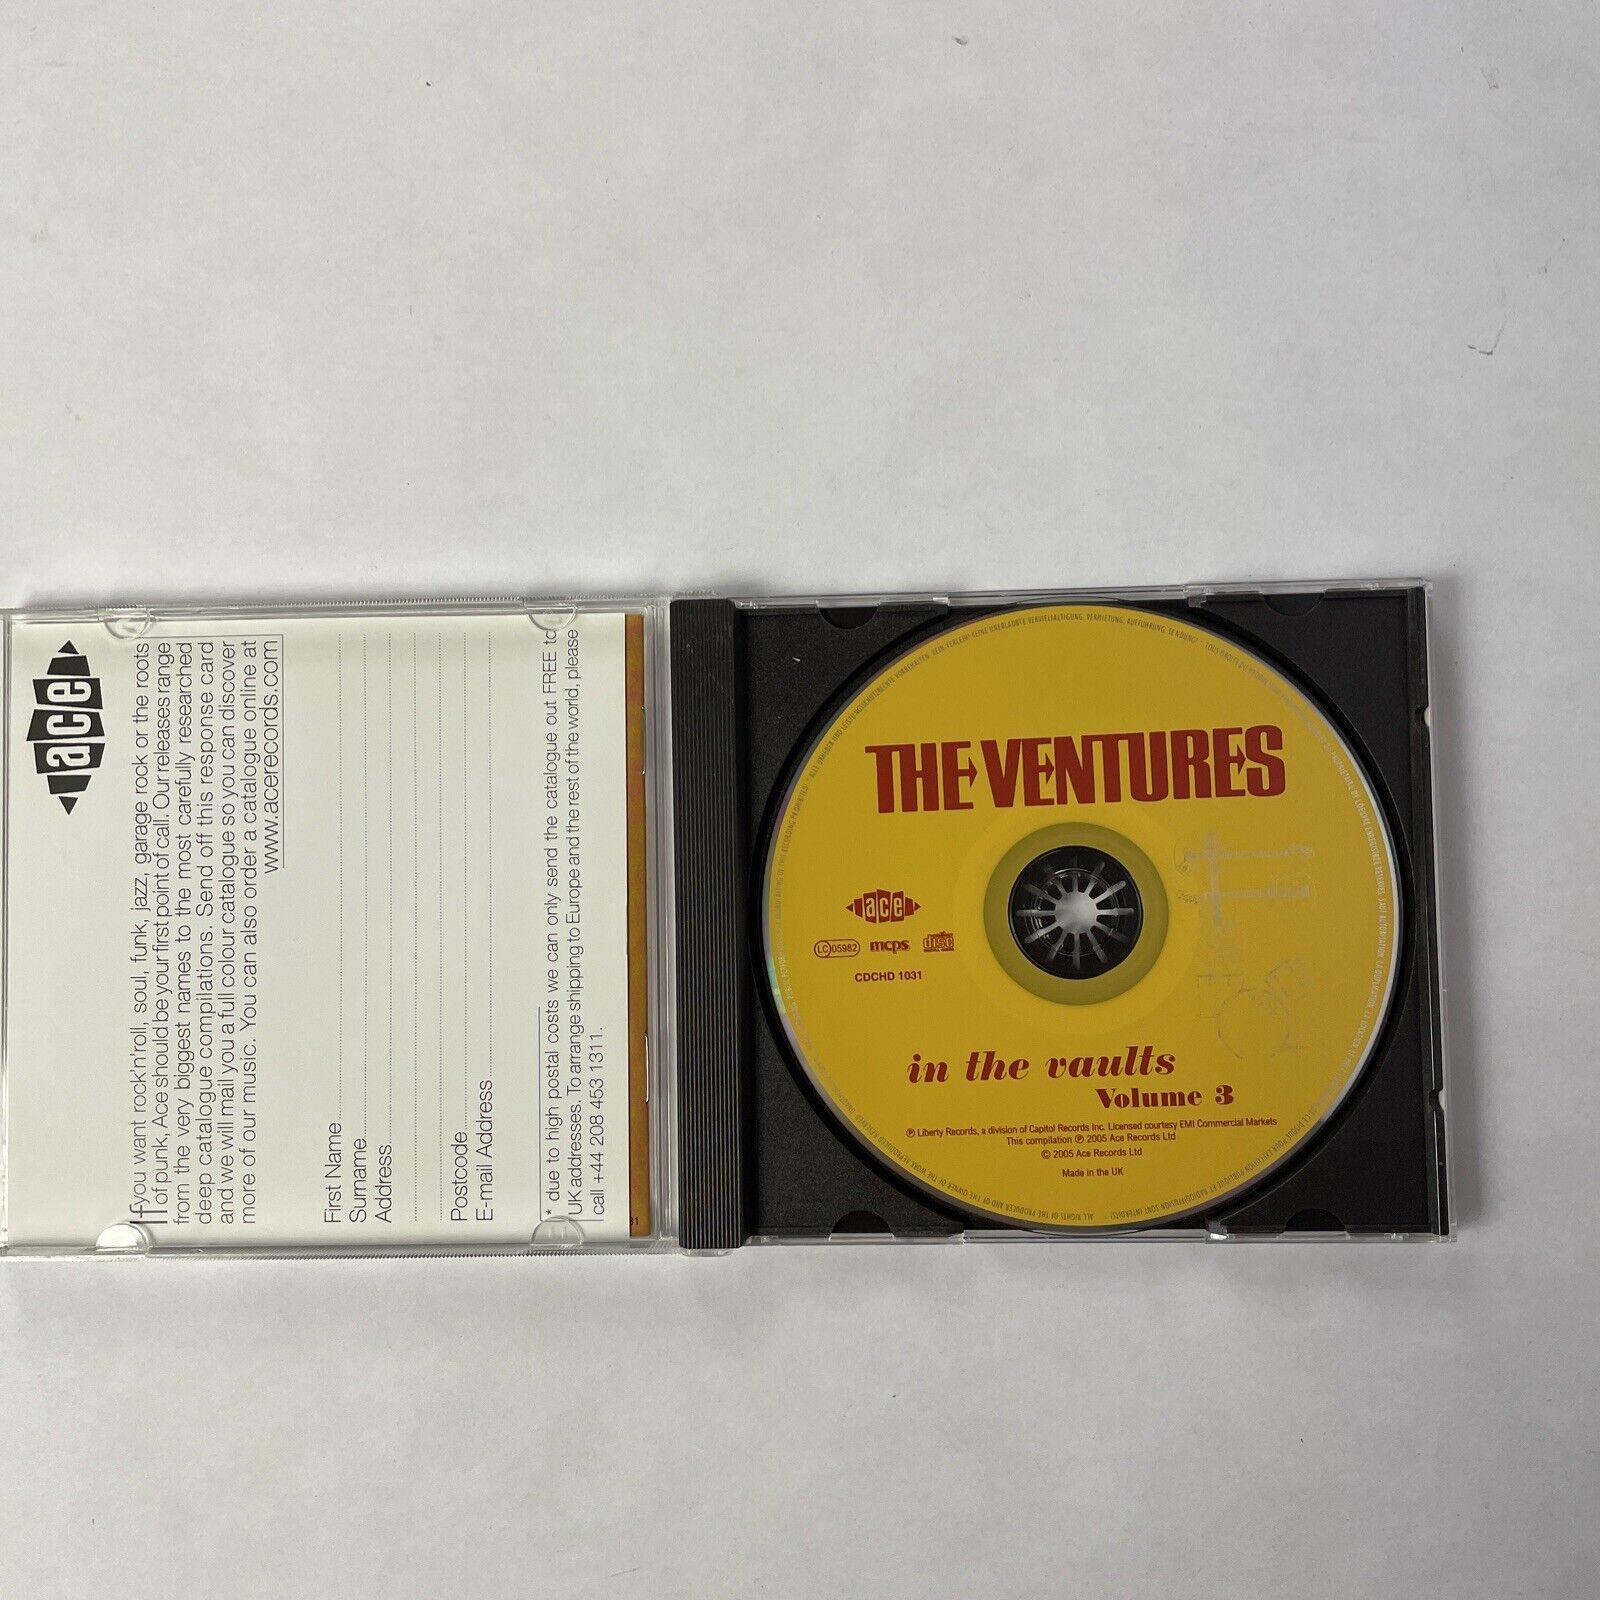 ace
If you want rock'n'roll, soul, funk, jazz, garage rock or the roots
of punk, Ace should be your first point of call. Our releases range
from the very biggest names to the most carefully researched
deep catalogue compilations. Send off this response card
and we will mail you a full colour catalogue so you can discover
more of our music. You can also order a catalogue online at
www.acerecords.com
First Name
Surname
Address
Postcode
E-mail Address
* due to high postal costs we can only send the catalogue out FREE to
UK addresses. To arrange shipping to Europe and the rest of the world, please
call +44 208 453 1311.
THE VENTURES
ace
LC 05982 mcps disc
CDCHD 1031
in the vaults
Volume 3
℗ Liberty Records, a division of Capitol Records Inc. Licensed courtesy EMI Commercial Markets
This compilation ℗ 2005 Ace Records Ltd
© 2005 Ace Records Ltd
Made in the UK